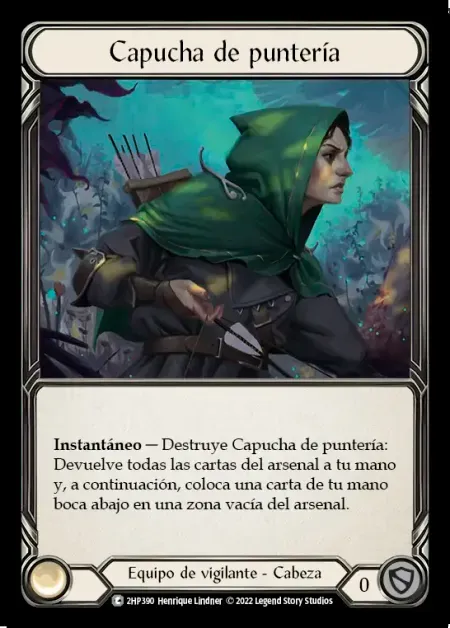 Capucha de puntería
Instantáneo — Destruye Capucha de puntería:
Devuelve todas las cartas del arsenal a tu mano
y, a continuación, coloca una carta de tu mano
boca abajo en una zona vacía del arsenal.
Equipo de vigilante - Cabeza
0
C 2HP390 Henrique Lindner © 2022 Legend Story Studios